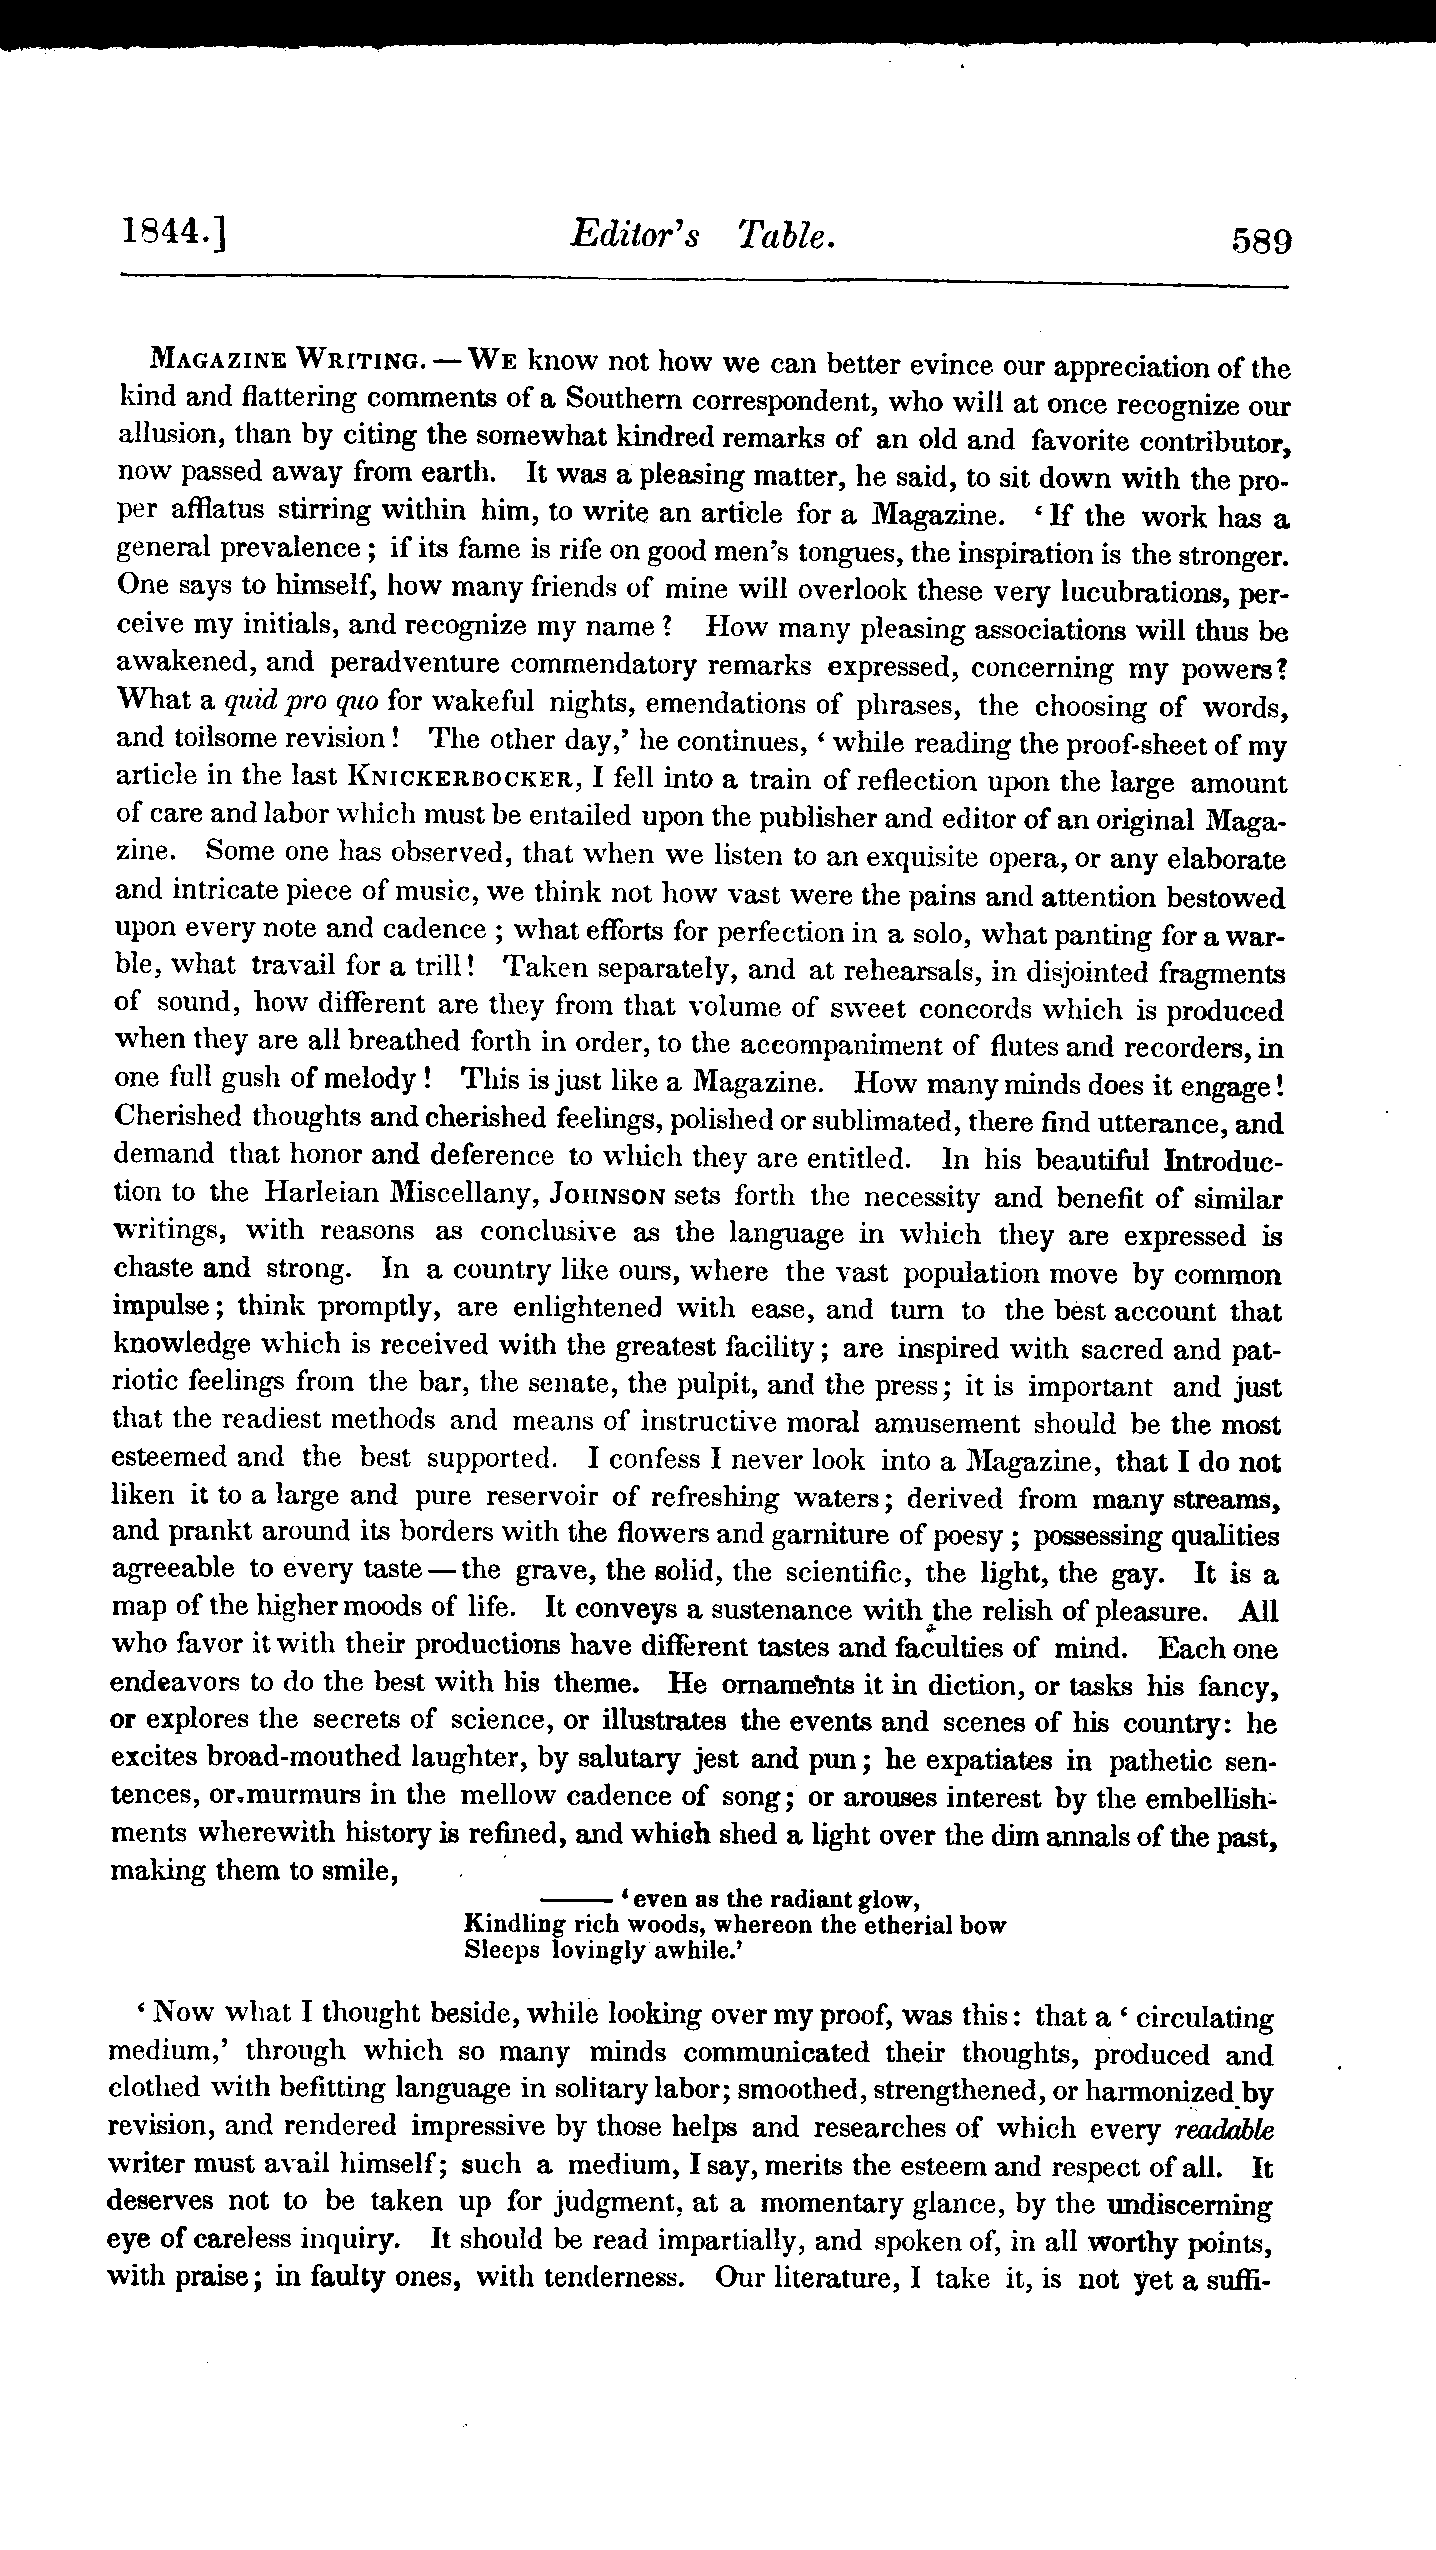 1844.] Editor's Table. 589
MAGAZINE WRITING. — WE know not how we can better evince our appreciation of the
kind and flattering comments of a Southern correspondent, who will at once recognize our
allusion, than by citing the somewhat kindred remarks of an old and favorite contributor,
now passed away from earth. It was a pleasing matter, he said, to sit down with the pro-
per afflatus stirring within him, to write an article for a Magazine. ‘If the work has a
general prevalence; if its fame is rife on good men's tongues, the inspiration is the stronger.
One says to himself, how many friends of mine will overlook these very lucubrations, per-
ceive my initials, and recognize my name? How many pleasing associations will thus be
awakened, and peradventure commendatory remarks expressed, concerning my powers?
What a quid pro quo for wakeful nights, emendations of phrases, the choosing of words,
and toilsome revision! The other day,’ he continues, ‘while reading the proof-sheet of my
article in the last KNICKERBOCKER, I fell into a train of reflection upon the large amount
of care and labor which must be entailed upon the publisher and editor of an original Maga-
zine. Some one has observed, that when we listen to an exquisite opera, or any elaborate
and intricate piece of music, we think not how vast were the pains and attention bestowed
upon every note and cadence; what efforts for perfection in a solo, what panting for a war-
ble, what travail for a trill! Taken separately, and at rehearsals, in disjointed fragments
of sound, how different are they from that volume of sweet concords which is produced
when they are all breathed forth in order, to the accompaniment of flutes and recorders, in
one full gush of melody! This is just like a Magazine. How many minds does it engage!
Cherished thoughts and cherished feelings, polished or sublimated, there find utterance, and
demand that honor and deference to which they are entitled. In his beautiful Introduc-
tion to the Harleian Miscellany, JOHNSON sets forth the necessity and benefit of similar
writings, with reasons as conclusive as the language in which they are expressed is
chaste and strong. In a country like ours, where the vast population move by common
impulse; think promptly, are enlightened with ease, and turn to the best account that
knowledge which is received with the greatest facility; are inspired with sacred and pat-
riotic feelings from the bar, the senate, the pulpit, and the press; it is important and just
that the readiest methods and means of instructive moral amusement should be the most
esteemed and the best supported. I confess I never look into a Magazine, that I do not
liken it to a large and pure reservoir of refreshing waters; derived from many streams,
and prankt around its borders with the flowers and garniture of poesy; possessing qualities
agreeable to every taste — the grave, the solid, the scientific, the light, the gay. It is a
map of the higher moods of life. It conveys a sustenance with the relish of pleasure. All
who favor it with their productions have different tastes and faculties of mind. Each one
endeavors to do the best with his theme. He ornaments it in diction, or tasks his fancy,
or explores the secrets of science, or illustrates the events and scenes of his country: he
excites broad-mouthed laughter, by salutary jest and pun; he expatiates in pathetic sen-
tences, or murmurs in the mellow cadence of song; or arouses interest by the embellish-
ments wherewith history is refined, and which shed a light over the dim annals of the past,
making them to smile,
——— ‘even as the radiant glow,
Kindling rich woods, whereon the etherial bow
Sleeps lovingly awhile.’
‘Now what I thought beside, while looking over my proof, was this: that a ‘circulating
medium,’ through which so many minds communicated their thoughts, produced and
clothed with befitting language in solitary labor; smoothed, strengthened, or harmonized by
revision, and rendered impressive by those helps and researches of which every readable
writer must avail himself; such a medium, I say, merits the esteem and respect of all. It
deserves not to be taken up for judgment, at a momentary glance, by the undiscerning
eye of careless inquiry. It should be read impartially, and spoken of, in all worthy points,
with praise; in faulty ones, with tenderness. Our literature, I take it, is not yet a suffi-